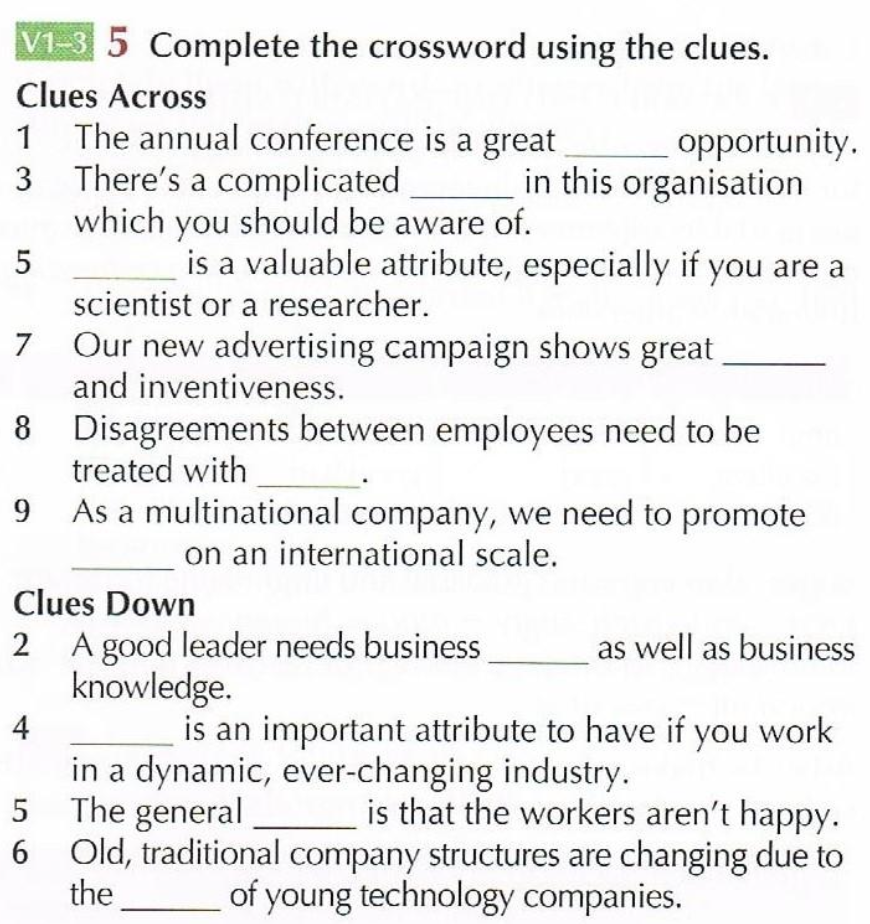 V1–3 5 Complete the crossword using the clues.
Clues Across
1 The annual conference is a great ______ opportunity.
3 There's a complicated ______ in this organisation
which you should be aware of.
5 ______ is a valuable attribute, especially if you are a
scientist or a researcher.
7 Our new advertising campaign shows great ______
and inventiveness.
8 Disagreements between employees need to be
treated with ______.
9 As a multinational company, we need to promote
______ on an international scale.
Clues Down
2 A good leader needs business ______ as well as business
knowledge.
4 ______ is an important attribute to have if you work
in a dynamic, ever-changing industry.
5 The general ______ is that the workers aren't happy.
6 Old, traditional company structures are changing due to
the ______ of young technology companies.